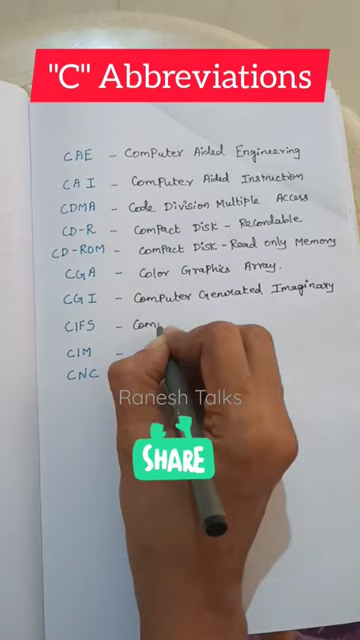 "C" Abbreviations
CAE - Computer Aided Engineering
CAI - Computer Aided Instruction
CDMA - Code Division Multiple Access
CD-R - Compact Disk - Recordable
CD-ROM - Compact Disk - Read only Memory
CGA - Color Graphics Array.
CGI - Computer Generated Imaginary
CIFS - Com
CIM -
CNC
Ranesh Talks
SHARE